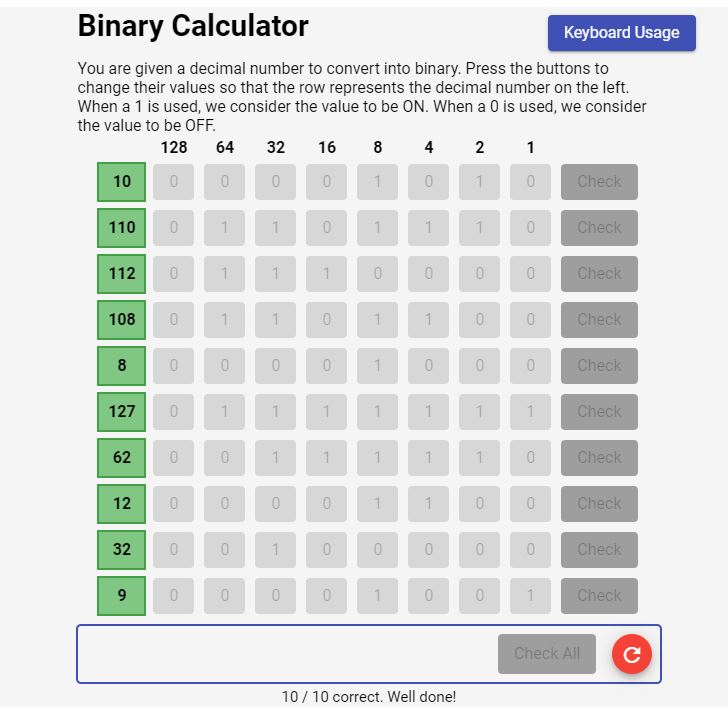 Binary Calculator
Keyboard Usage
You are given a decimal number to convert into binary. Press the buttons to
change their values so that the row represents the decimal number on the left.
When a 1 is used, we consider the value to be ON. When a 0 is used, we consider
the value to be OFF.
128 64 32 16 8 4 2 1
10 0 0 0 0 1 0 1 0 Check
110 0 1 1 0 1 1 1 0 Check
112 0 1 1 1 0 0 0 0 Check
108 0 1 1 0 1 1 0 0 Check
8 0 0 0 0 1 0 0 0 Check
127 0 1 1 1 1 1 1 1 Check
62 0 0 1 1 1 1 1 0 Check
12 0 0 0 0 1 1 0 0 Check
32 0 0 1 0 0 0 0 0 Check
9 0 0 0 0 1 0 0 1 Check
Check All
10 / 10 correct. Well done!